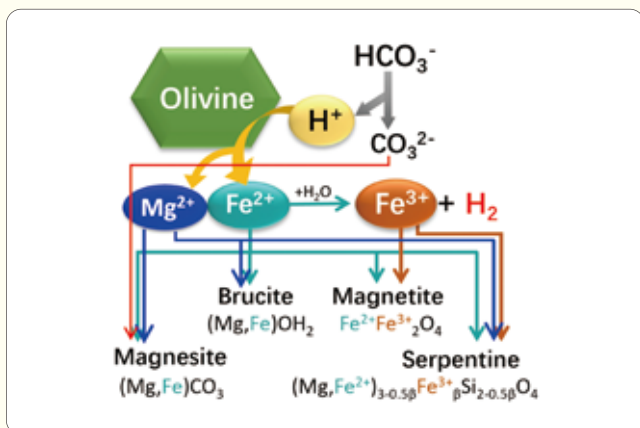 HCO₃⁻
Olivine
H⁺
CO₃²⁻
Mg²⁺
Fe²⁺
+H₂O
Fe³⁺ + H₂
Brucite
(Mg,Fe)OH₂
Magnetite
Fe²⁺Fe³⁺₂O₄
Magnesite
(Mg,Fe)CO₃
Serpentine
(Mg,Fe²⁺)₃₋₀.₅ᵦFe³⁺ᵦSi₂₋₀.₅ᵦO₄